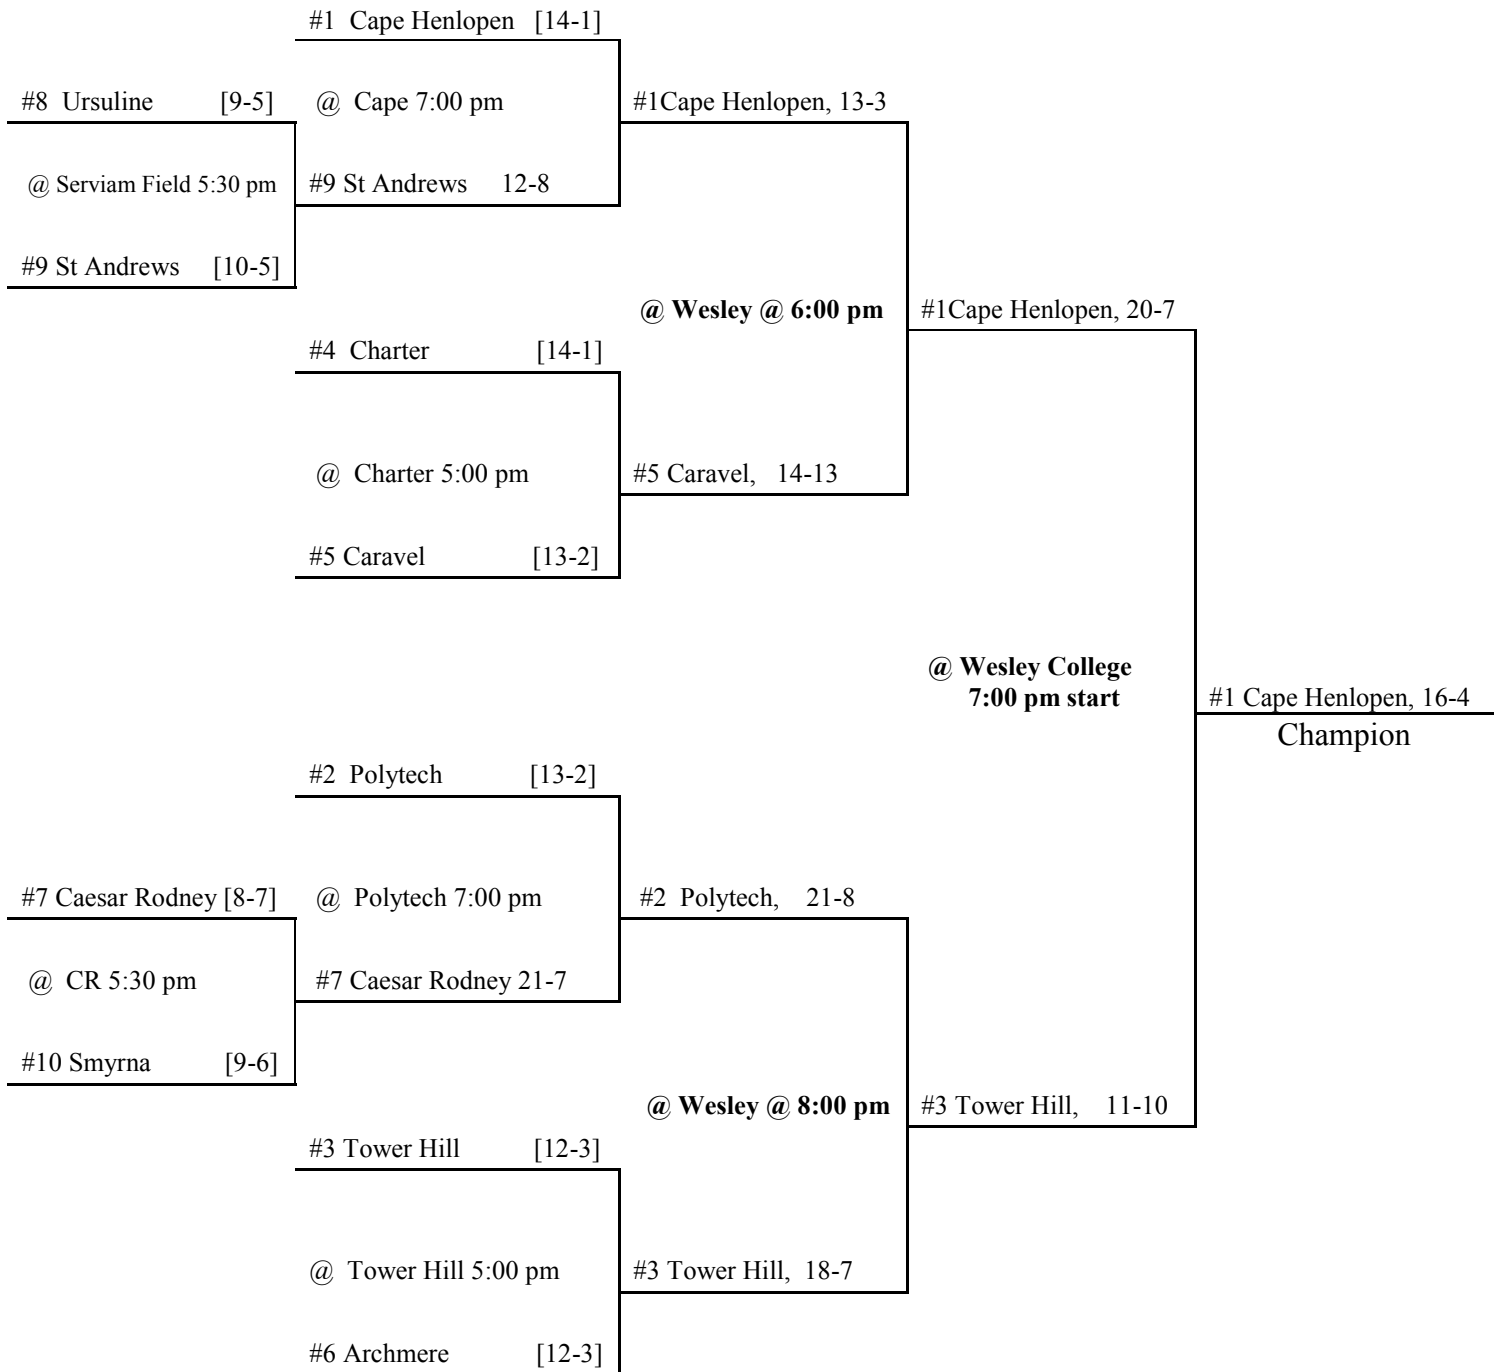 #1 Cape Henlopen [14-1]
#8 Ursuline [9-5]
@ Cape 7:00 pm
#1Cape Henlopen, 13-3
@ Serviam Field 5:30 pm
#9 St Andrews 12-8
#9 St Andrews [10-5]
@ Wesley @ 6:00 pm
#1Cape Henlopen, 20-7
#4 Charter [14-1]
@ Charter 5:00 pm
#5 Caravel, 14-13
#5 Caravel [13-2]
@ Wesley College
7:00 pm start
#1 Cape Henlopen, 16-4
Champion
#2 Polytech [13-2]
#7 Caesar Rodney [8-7]
@ Polytech 7:00 pm
#2 Polytech, 21-8
@ CR 5:30 pm
#7 Caesar Rodney 21-7
#10 Smyrna [9-6]
@ Wesley @ 8:00 pm
#3 Tower Hill, 11-10
#3 Tower Hill [12-3]
@ Tower Hill 5:00 pm
#3 Tower Hill, 18-7
#6 Archmere [12-3]